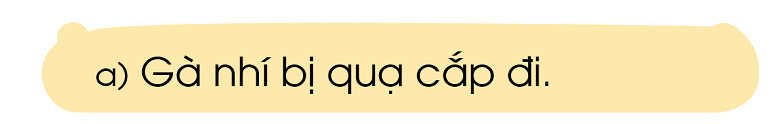 a) Gà nhí bị quạ cắp đi.